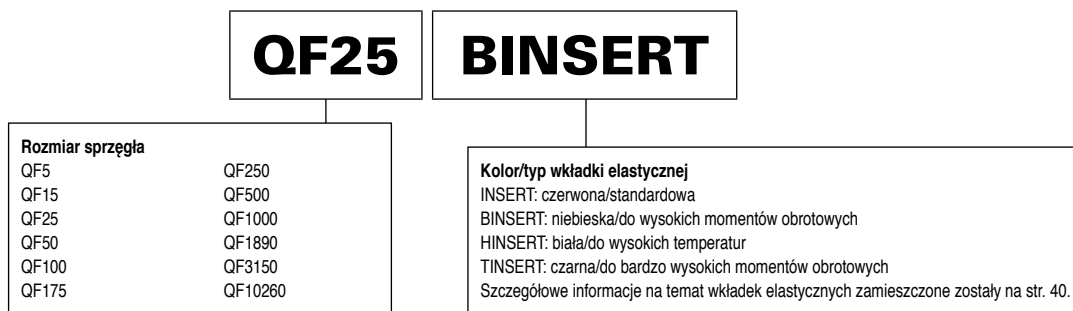 QF25 BINSERT
Rozmiar sprzęgła
QF5 QF250
QF15 QF500
QF25 QF1000
QF50 QF1890
QF100 QF3150
QF175 QF10260
Kolor/typ wkładki elastycznej
INSERT: czerwona/standardowa
BINSERT: niebieska/do wysokich momentów obrotowych
HINSERT: biała/do wysokich temperatur
TINSERT: czarna/do bardzo wysokich momentów obrotowych
Szczegółowe informacje na temat wkładek elastycznych zamieszczone zostały na str. 40.